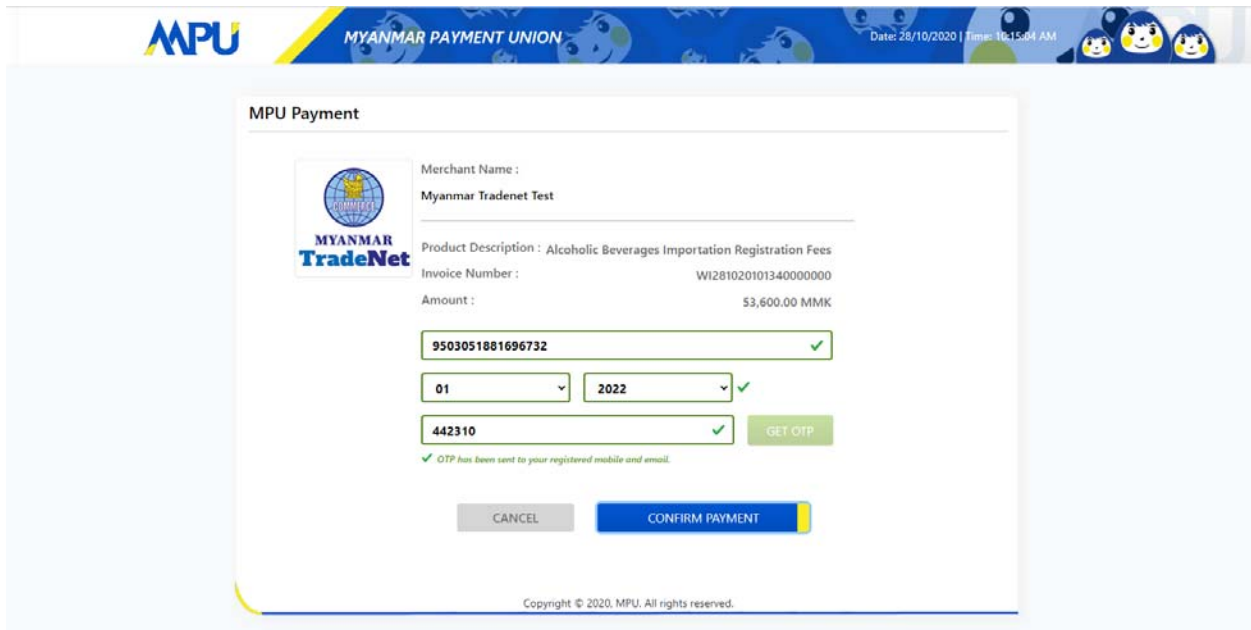 MPU
MYANMAR PAYMENT UNION
Date: 28/10/2020 | Time: 10:15:04 AM
MPU Payment
COMMERCE
MYANMAR
TradeNet
Merchant Name :
Myanmar Tradenet Test
Product Description : Alcoholic Beverages Importation Registration Fees
Invoice Number : WI281020101340000000
Amount : 53,600.00 MMK
9503051881696732
01 2022
442310 GET OTP
OTP has been sent to your registered mobile and email.
CANCEL CONFIRM PAYMENT
Copyright © 2020, MPU. All rights reserved.